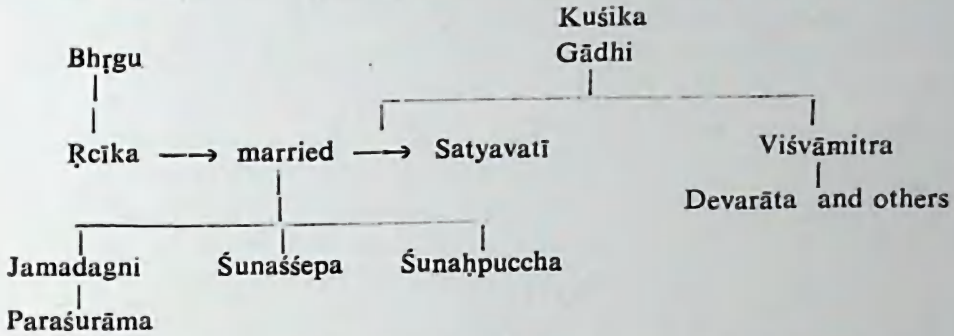 Kuśika
Bhṛgu Gādhi
Ṛcīka → married → Satyavatī Viśvāmitra
Devarāta and others
Jamadagni Śunaśśepa Śunaḥpuccha
Paraśurāma